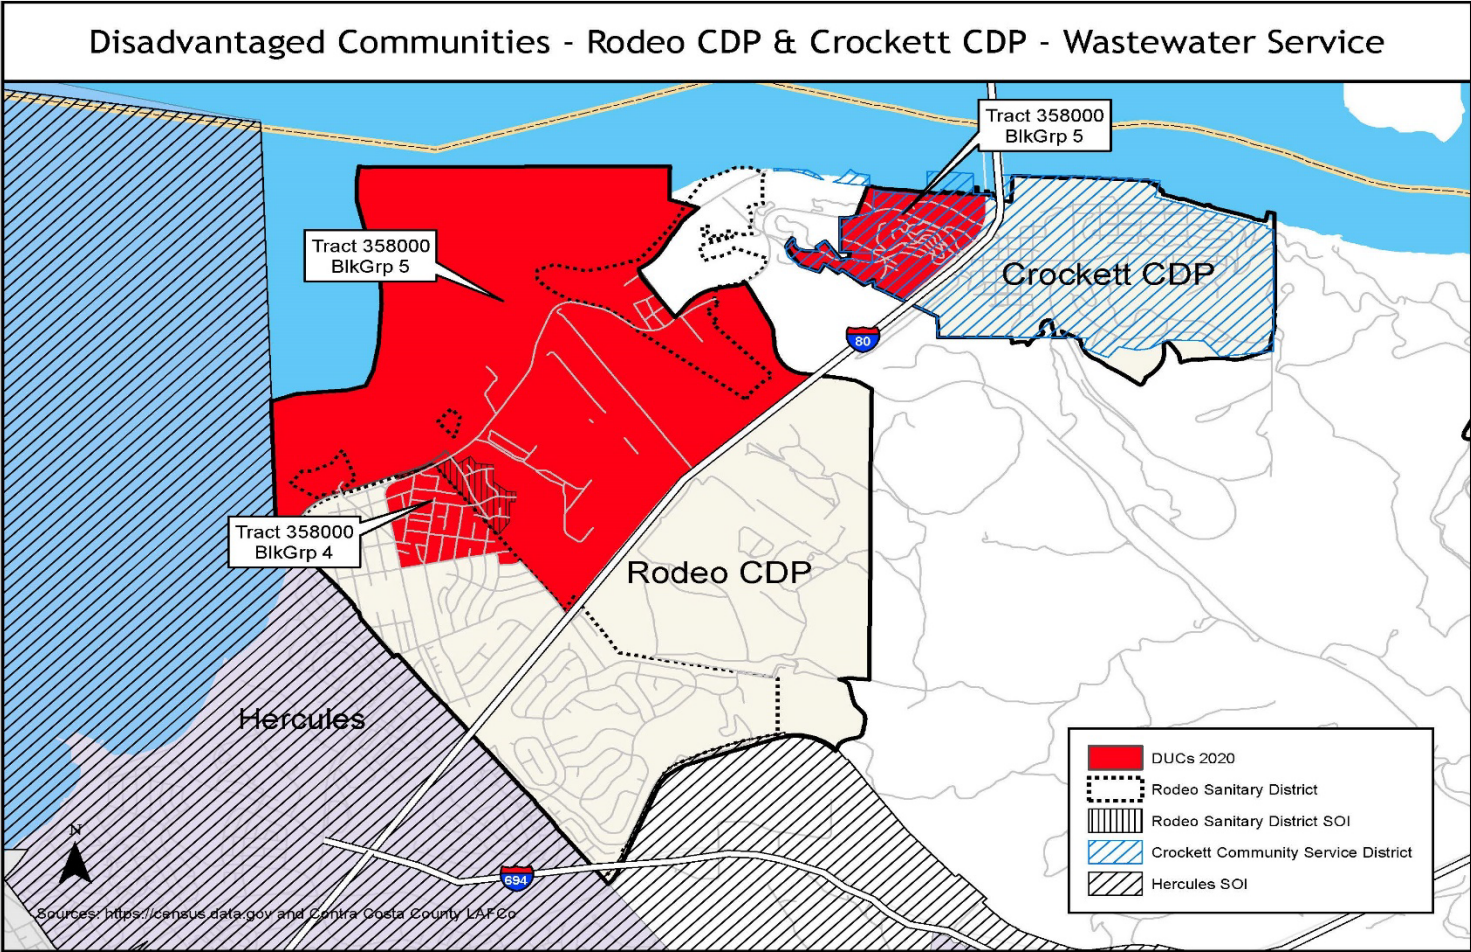 Disadvantaged Communities - Rodeo CDP & Crockett CDP - Wastewater Service
Tract 358000
BlkGrp 5
Tract 358000
BlkGrp 5
Crockett CDP
80
Tract 358000
BlkGrp 4
Rodeo CDP
Hercules
DUCs 2020
Rodeo Sanitary District
Rodeo Sanitary District SOI
Crockett Community Service District
Hercules SOI
N
694
Sources: https://census.data.gov and Contra Costa County LAFCo